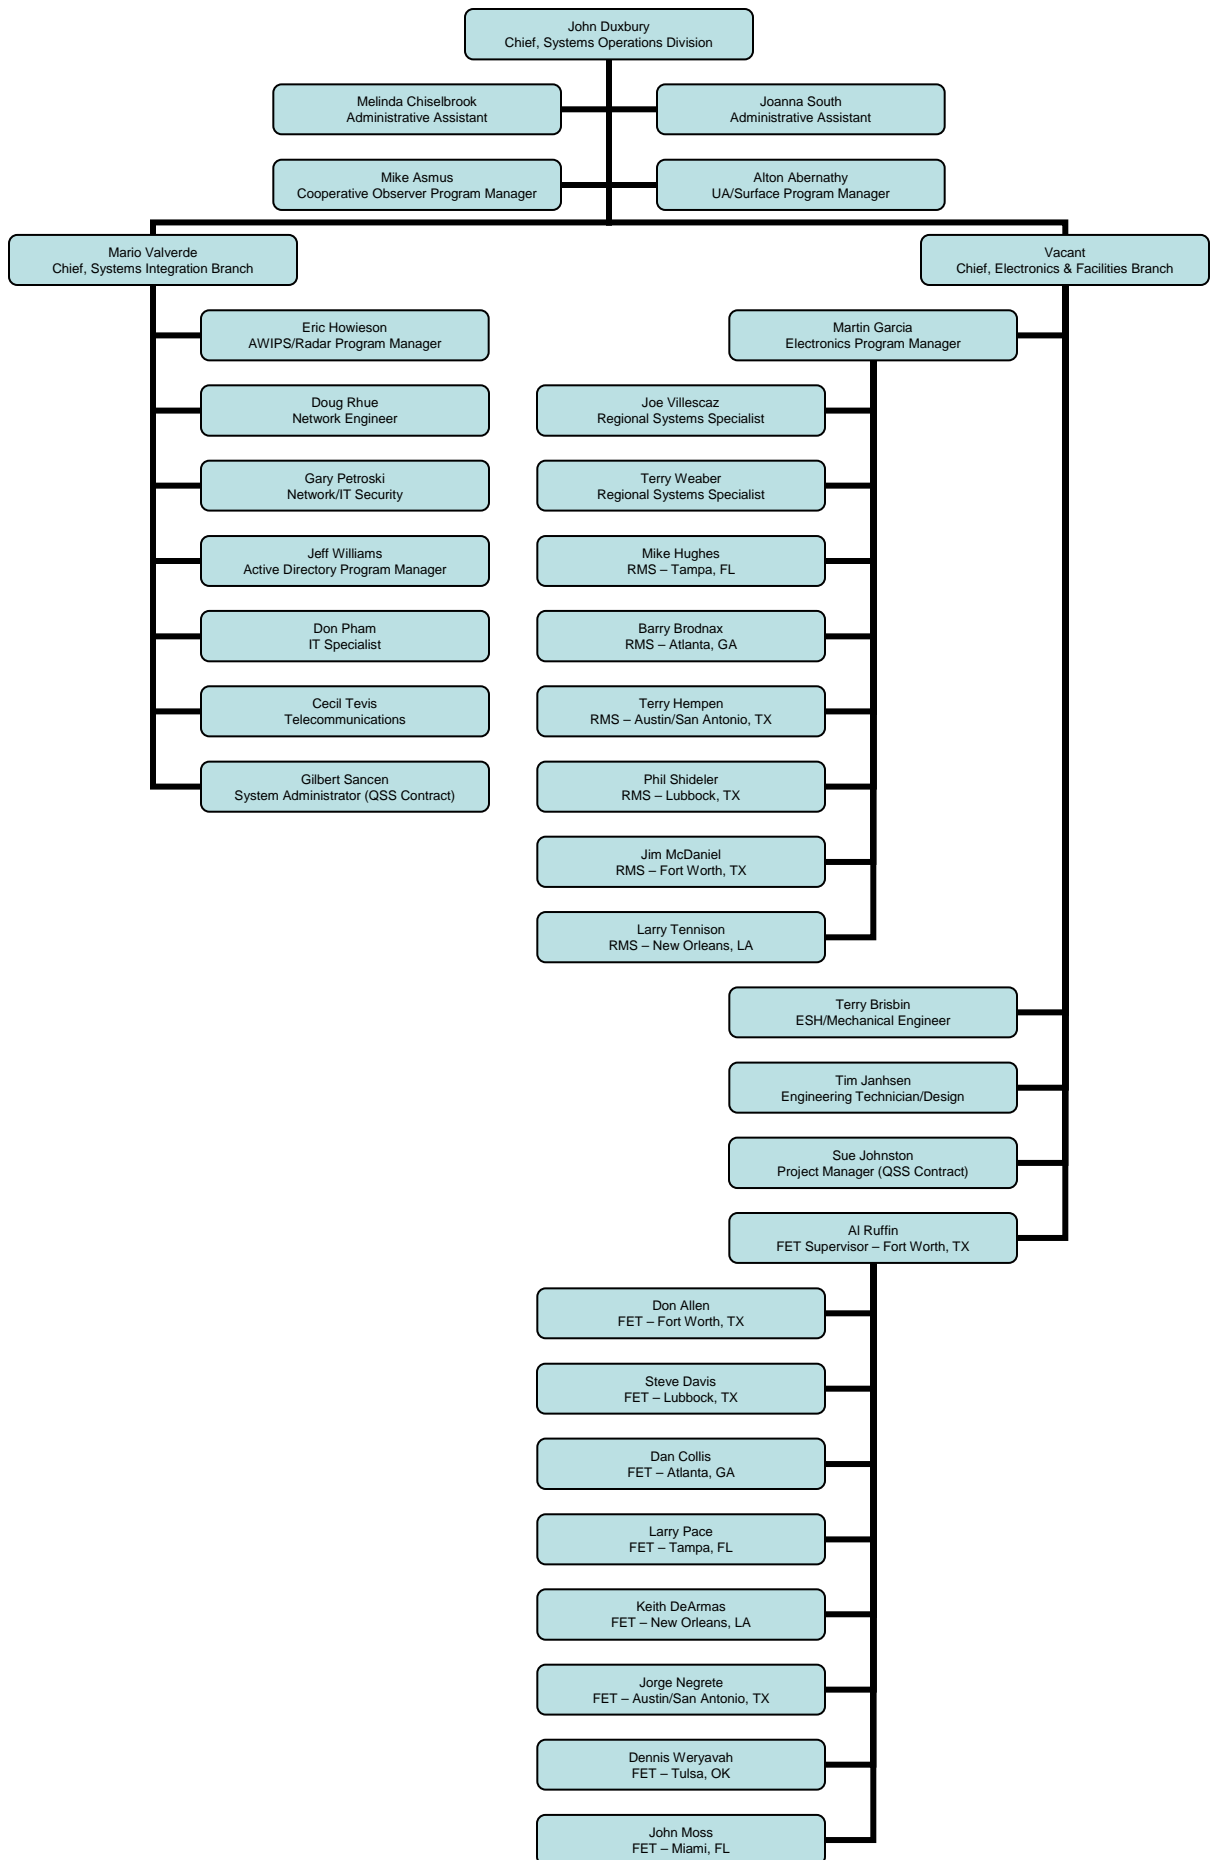 John Duxbury
Chief, Systems Operations Division
Melinda Chiselbrook
Administrative Assistant
Joanna South
Administrative Assistant
Mike Asmus
Cooperative Observer Program Manager
Alton Abernathy
UA/Surface Program Manager
Mario Valverde
Chief, Systems Integration Branch
Vacant
Chief, Electronics & Facilities Branch
Eric Howieson
AWIPS/Radar Program Manager
Doug Rhue
Network Engineer
Gary Petroski
Network/IT Security
Jeff Williams
Active Directory Program Manager
Don Pham
IT Specialist
Cecil Tevis
Telecommunications
Gilbert Sancen
System Administrator (QSS Contract)
Martin Garcia
Electronics Program Manager
Joe Villescaz
Regional Systems Specialist
Terry Weaber
Regional Systems Specialist
Mike Hughes
RMS – Tampa, FL
Barry Brodnax
RMS – Atlanta, GA
Terry Hempen
RMS – Austin/San Antonio, TX
Phil Shideler
RMS – Lubbock, TX
Jim McDaniel
RMS – Fort Worth, TX
Larry Tennison
RMS – New Orleans, LA
Terry Brisbin
ESH/Mechanical Engineer
Tim Janhsen
Engineering Technician/Design
Sue Johnston
Project Manager (QSS Contract)
Al Ruffin
FET Supervisor – Fort Worth, TX
Don Allen
FET – Fort Worth, TX
Steve Davis
FET – Lubbock, TX
Dan Collis
FET – Atlanta, GA
Larry Pace
FET – Tampa, FL
Keith DeArmas
FET – New Orleans, LA
Jorge Negrete
FET – Austin/San Antonio, TX
Dennis Weryavah
FET – Tulsa, OK
John Moss
FET – Miami, FL